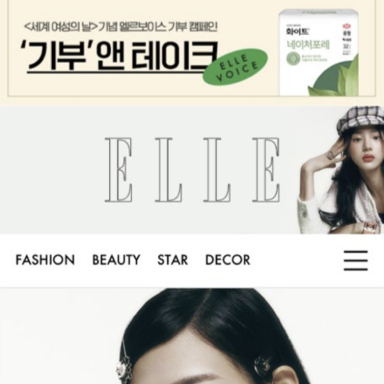 <세계 여성의 날>기념 엘르보이스 기부 캠페인
‘기부’앤 테이크
ELLE
VOICE
화이트
네이처포레
ELLE
FASHION BEAUTY STAR DECOR